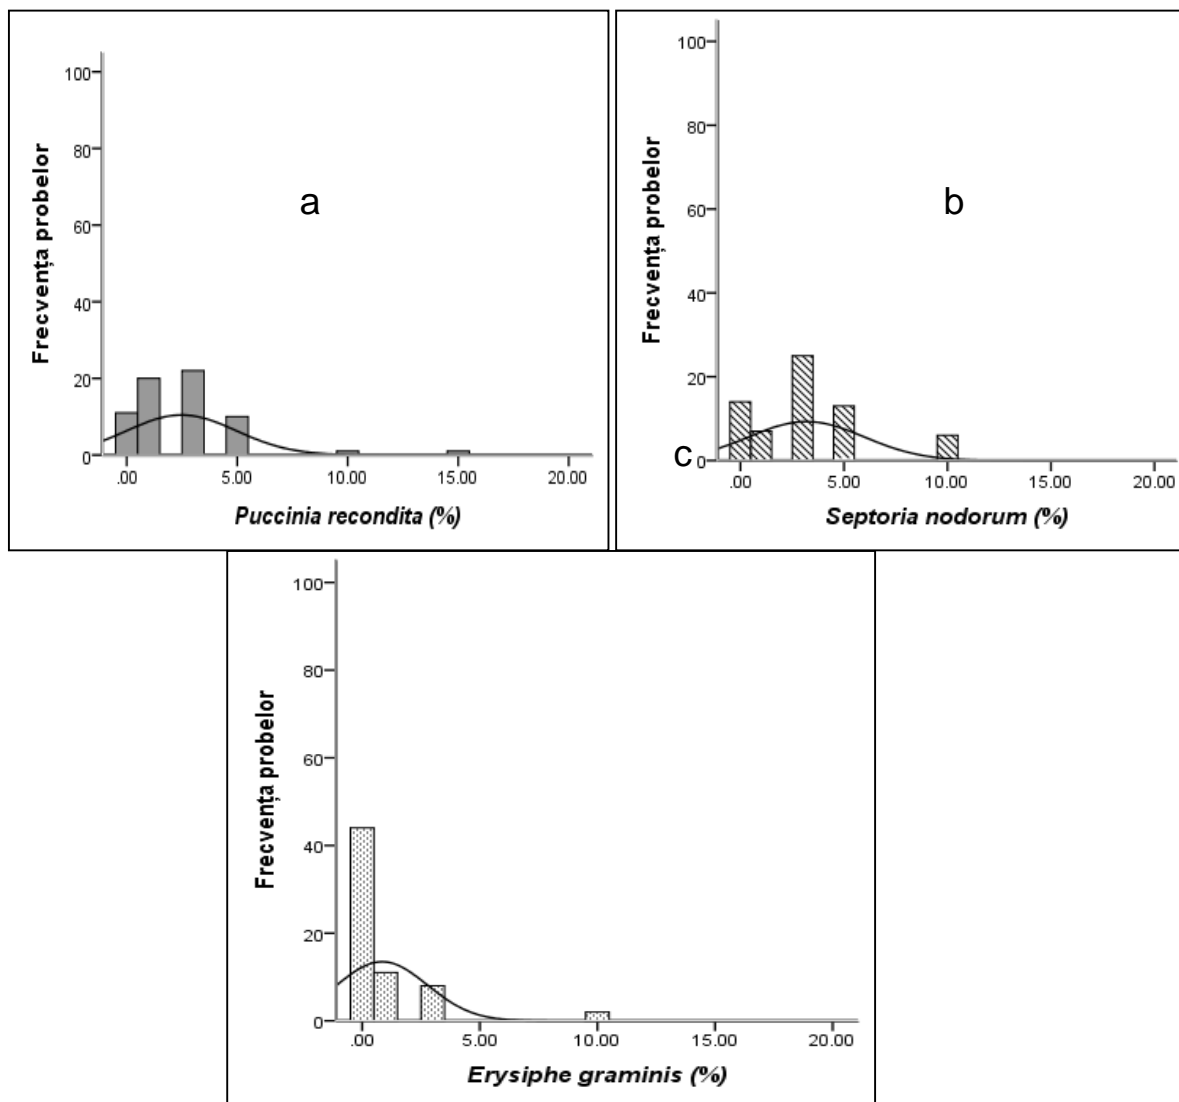 100
80
60
40
20
0
Frecvența probelor
a
.00 5.00 10.00 15.00 20.00
Puccinia recondita (%)
100
80
60
40
20
0
Frecvența probelor
b
c
.00 5.00 10.00 15.00 20.00
Septoria nodorum (%)
100
80
60
40
20
0
Frecvența probelor
.00 5.00 10.00 15.00 20.00
Erysiphe graminis (%)